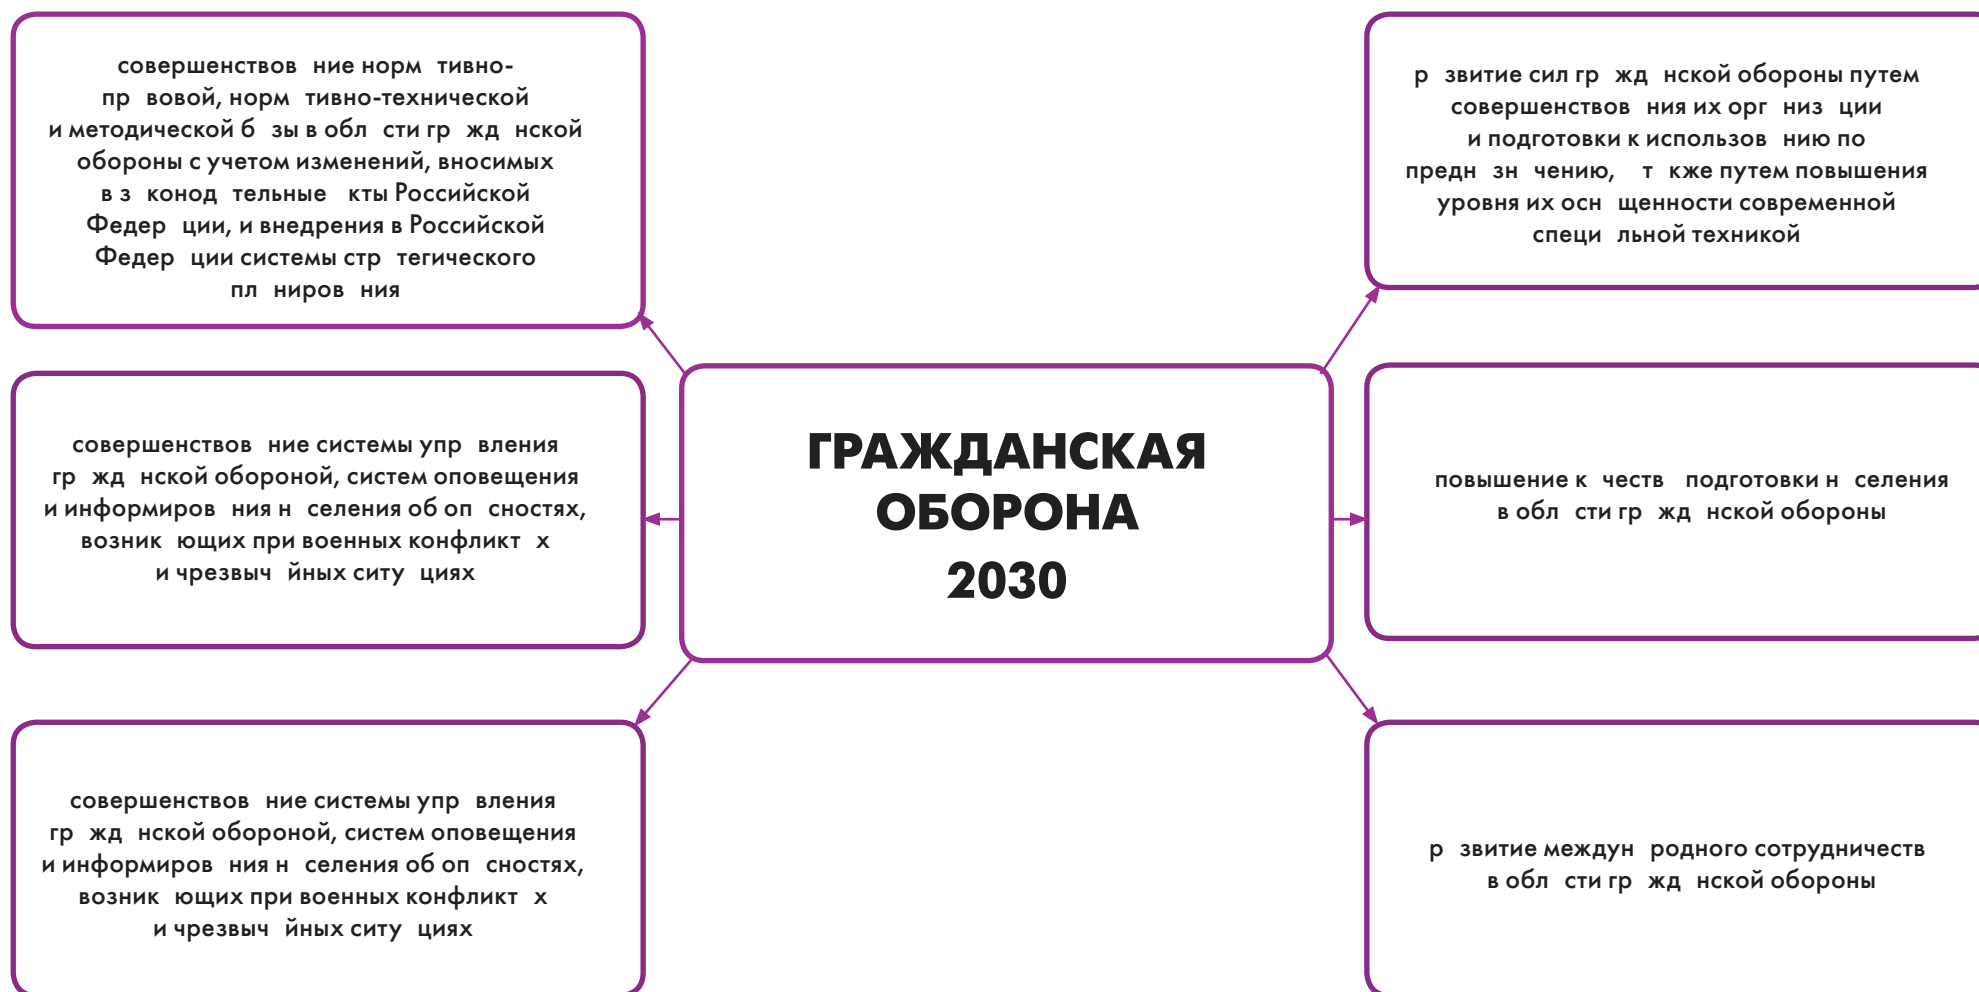 совершенствов ние норм тивно-
пр вовой, норм тивно-технической
и методической б зы в обл сти гр жд нской
обороны с учетом изменений, вносимых
в з конод тельные кты Российской
Федер ции, и внедрения в Российской
Федер ции системы стр тегического
пл ниров ния
совершенствов ние системы упр вления
гр жд нской обороной, систем оповещения
и информиров ния н селения об оп сностях,
возник ющих при военных конфликт х
и чрезвыч йных ситу циях
совершенствов ние системы упр вления
гр жд нской обороной, систем оповещения
и информиров ния н селения об оп сностях,
возник ющих при военных конфликт х
и чрезвыч йных ситу циях
ГРАЖДАНСКАЯ
ОБОРОНА
2030
р звитие сил гр жд нской обороны путем
совершенствов ния их орг низ ции
и подготовки к использов нию по
предн зн чению, т кже путем повышения
уровня их осн щенности современной
специ льной техникой
повышение к честв подготовки н селения
в обл сти гр жд нской обороны
р звитие междун родного сотрудничеств
в обл сти гр жд нской обороны